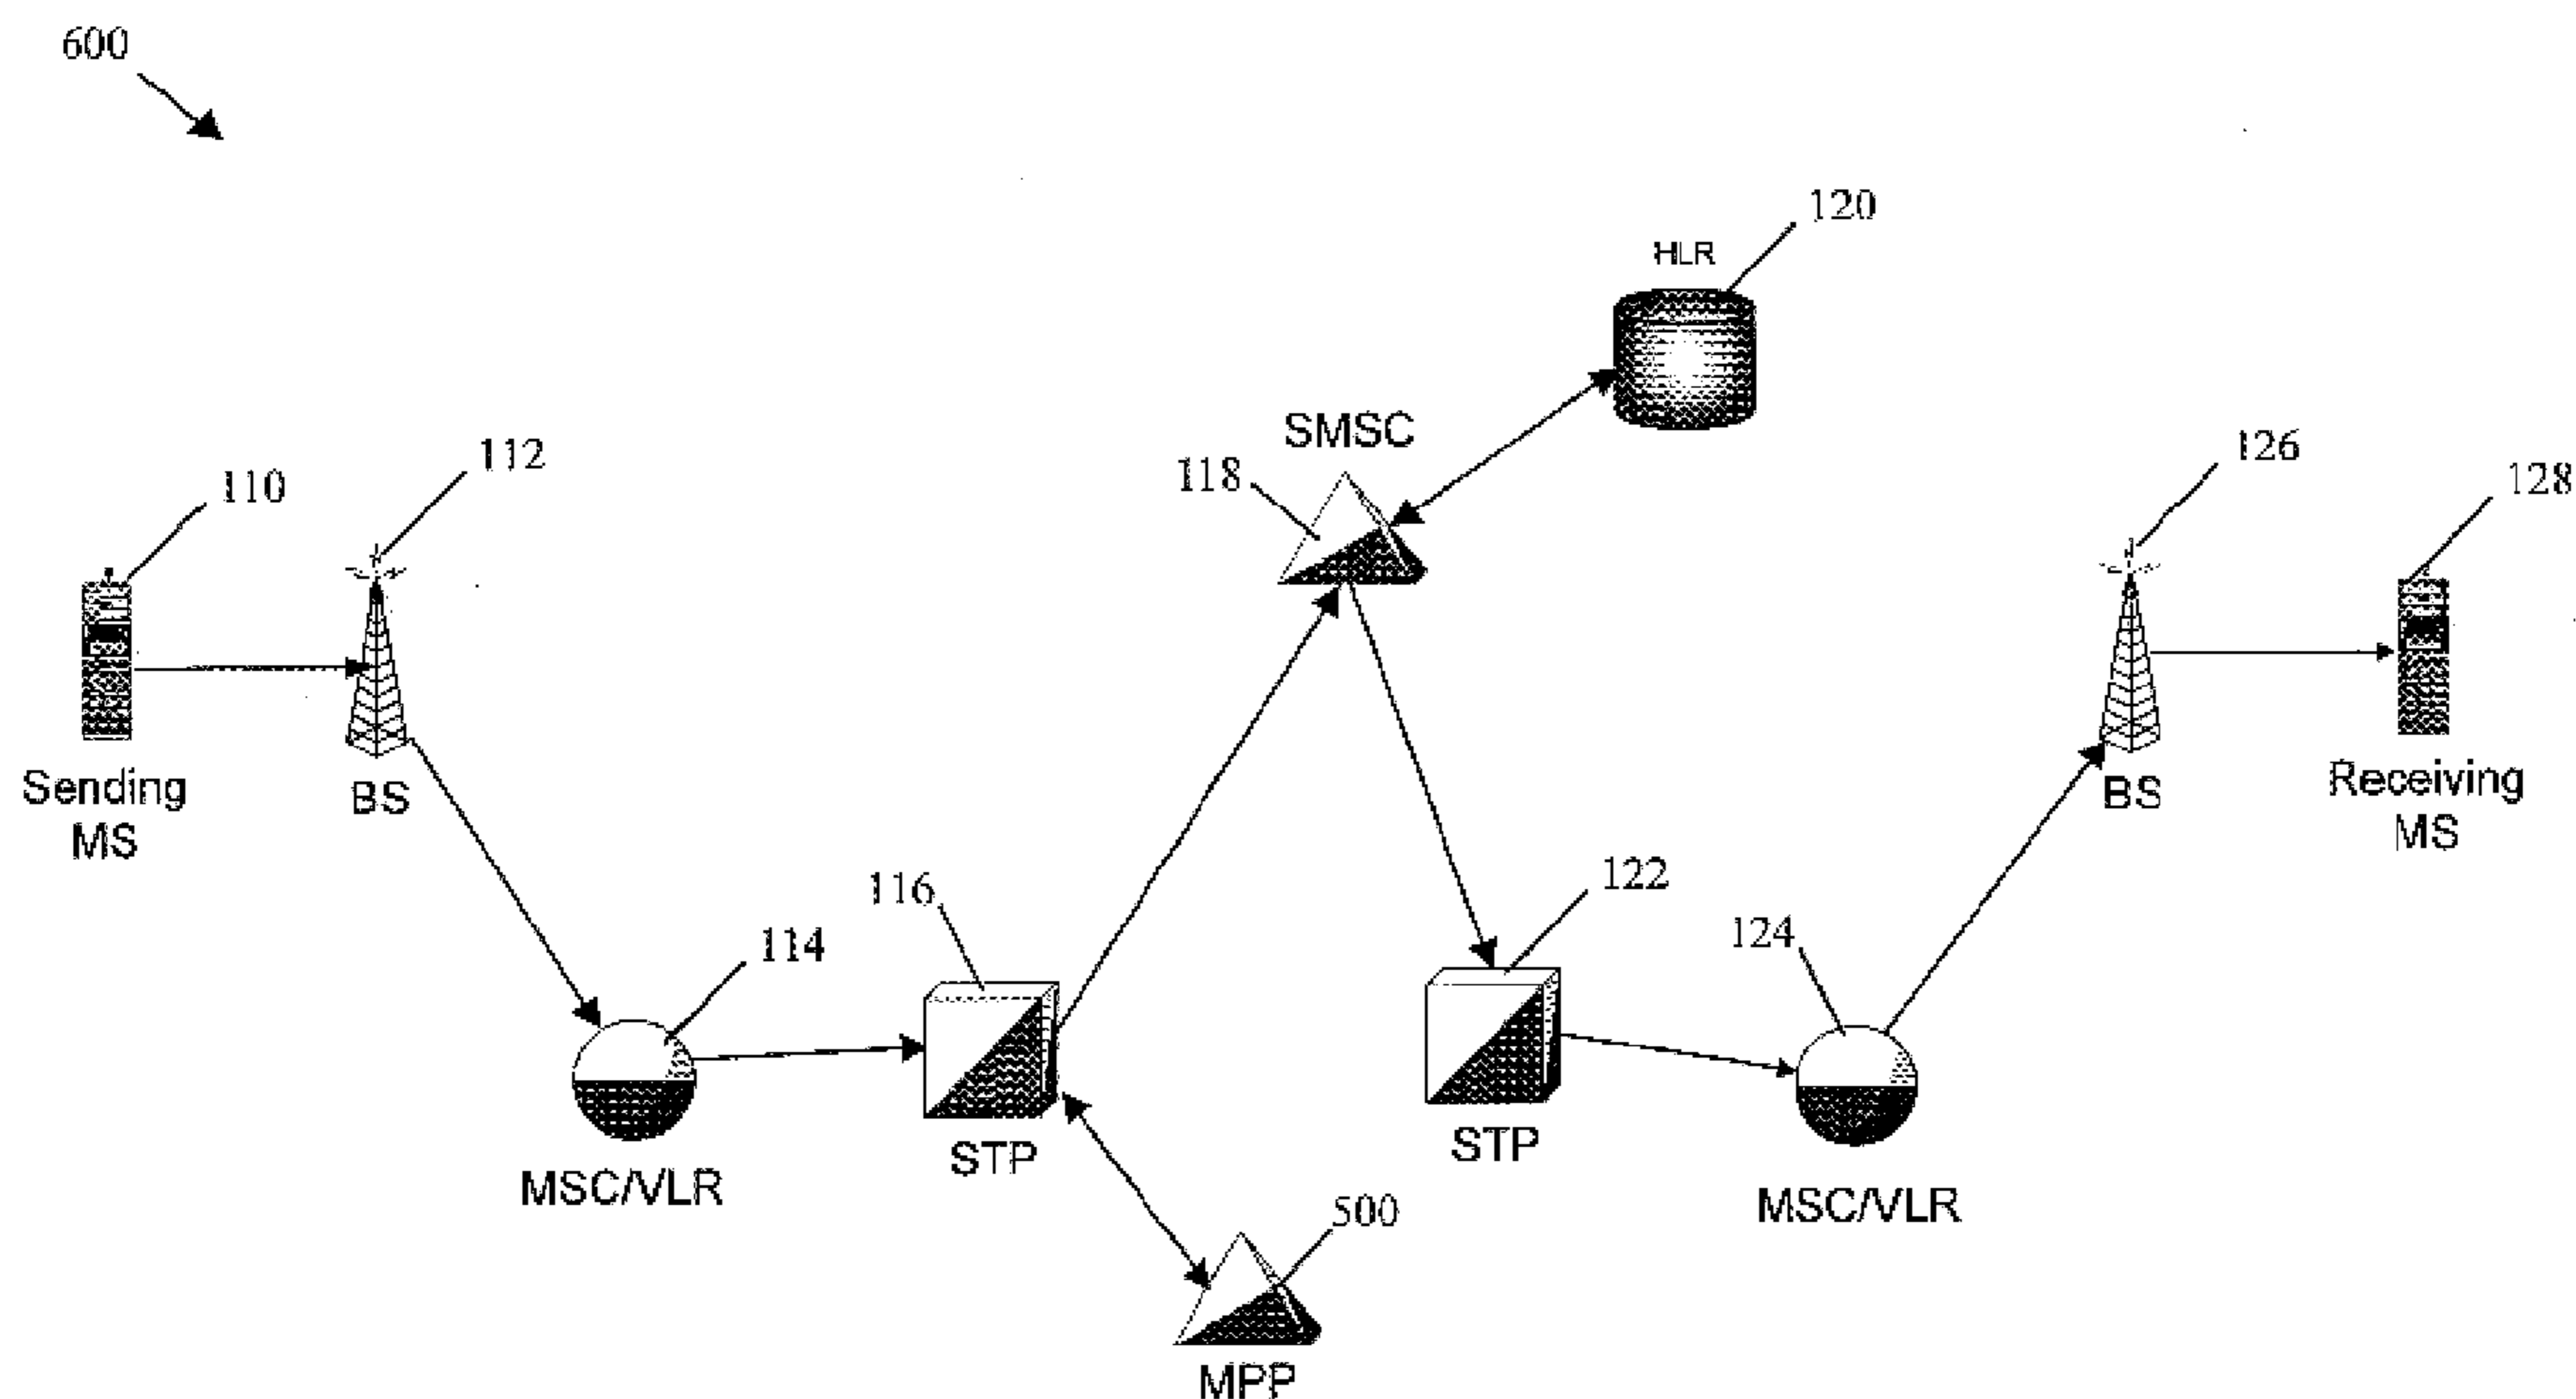 600
120
HLR
SMSC
118
112
110
126
128
Sending
MS
BS
BS
Receiving
MS
116
114
122
124
STP
STP
MSC/VLR
MSC/VLR
500
MPP